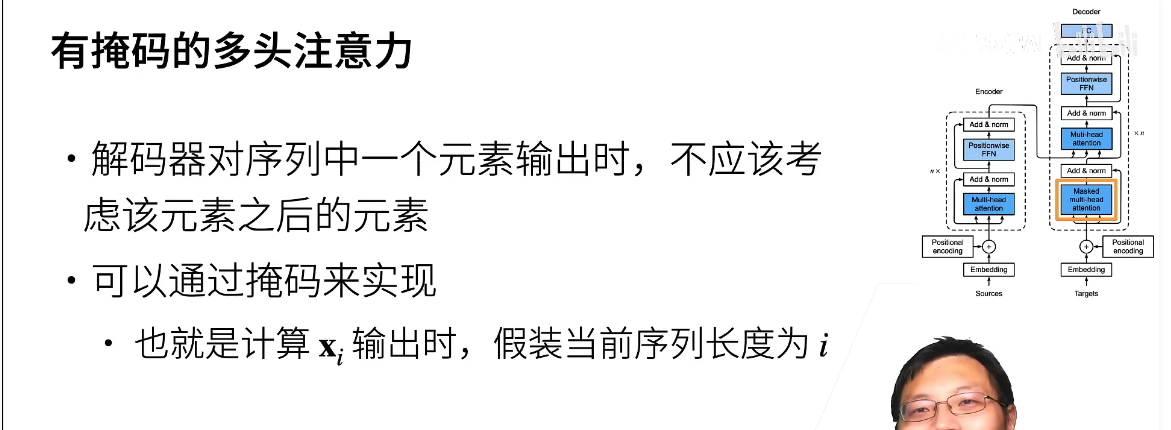 有掩码的多头注意力
• 解码器对序列中一个元素输出时，不应该考
虑该元素之后的元素
• 可以通过掩码来实现
• 也就是计算 xᵢ 输出时，假装当前序列长度为 i
Encoder
Add & norm
Positionwise
FFN
Add & norm
n×
Multi-head
attention
Positional
encoding
+
Embedding
Sources
Decoder
FC
Add & norm
Positionwise
FFN
Add & norm
×n
Multi-head
attention
Add & norm
Masked
multi-head
attention
+
Positional
encoding
Embedding
Targets